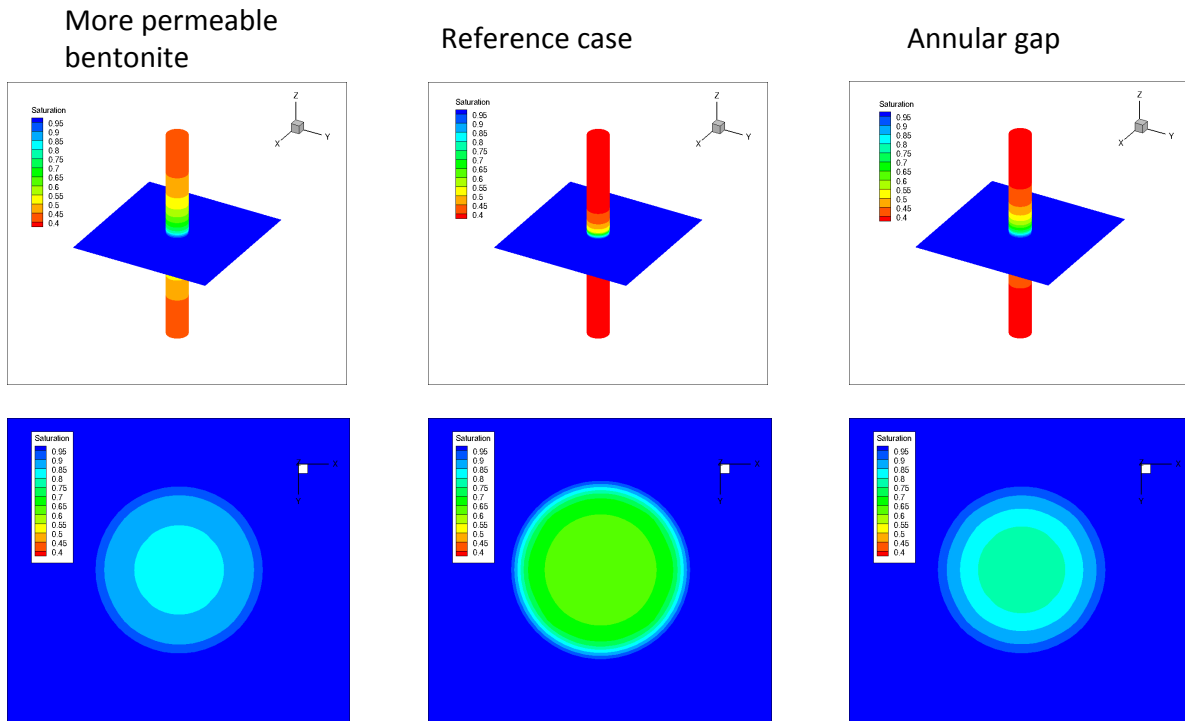 More permeable
bentonite
Reference case
Annular gap
Saturation
0.95
0.9
0.85
0.8
0.75
0.7
0.65
0.6
0.55
0.5
0.45
0.4
Z
X
Y
Saturation
0.95
0.9
0.85
0.8
0.75
0.7
0.65
0.6
0.55
0.5
0.45
0.4
Z
X
Y
Saturation
0.95
0.9
0.85
0.8
0.75
0.7
0.65
0.6
0.55
0.5
0.45
0.4
Z
X
Y
Saturation
0.95
0.9
0.85
0.8
0.75
0.7
0.65
0.6
0.55
0.5
0.45
0.4
X
Y
Saturation
0.95
0.9
0.85
0.8
0.75
0.7
0.65
0.6
0.55
0.5
0.45
0.4
X
Y
Saturation
0.95
0.9
0.85
0.8
0.75
0.7
0.65
0.6
0.55
0.5
0.45
0.4
X
Y